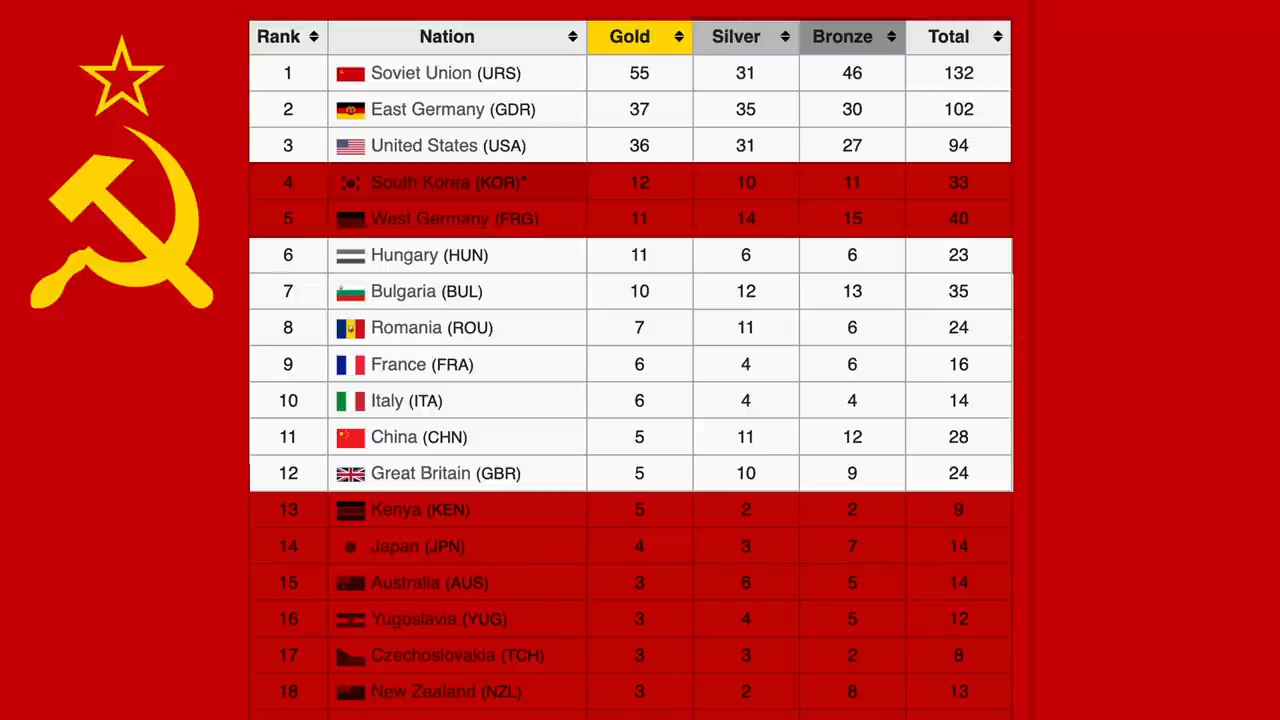 Rank Nation Gold Silver Bronze Total
1 Soviet Union (URS) 55 31 46 132
2 East Germany (GDR) 37 35 30 102
3 United States (USA) 36 31 27 94
4 South Korea (KOR)* 12 10 11 33
5 West Germany (FRG) 11 14 15 40
6 Hungary (HUN) 11 6 6 23
7 Bulgaria (BUL) 10 12 13 35
8 Romania (ROU) 7 11 6 24
9 France (FRA) 6 4 6 16
10 Italy (ITA) 6 4 4 14
11 China (CHN) 5 11 12 28
12 Great Britain (GBR) 5 10 9 24
13 Kenya (KEN) 5 2 2 9
14 Japan (JPN) 4 3 7 14
15 Australia (AUS) 3 6 5 14
16 Yugoslavia (YUG) 3 4 5 12
17 Czechoslovakia (TCH) 3 3 2 8
18 New Zealand (NZL) 3 2 8 13